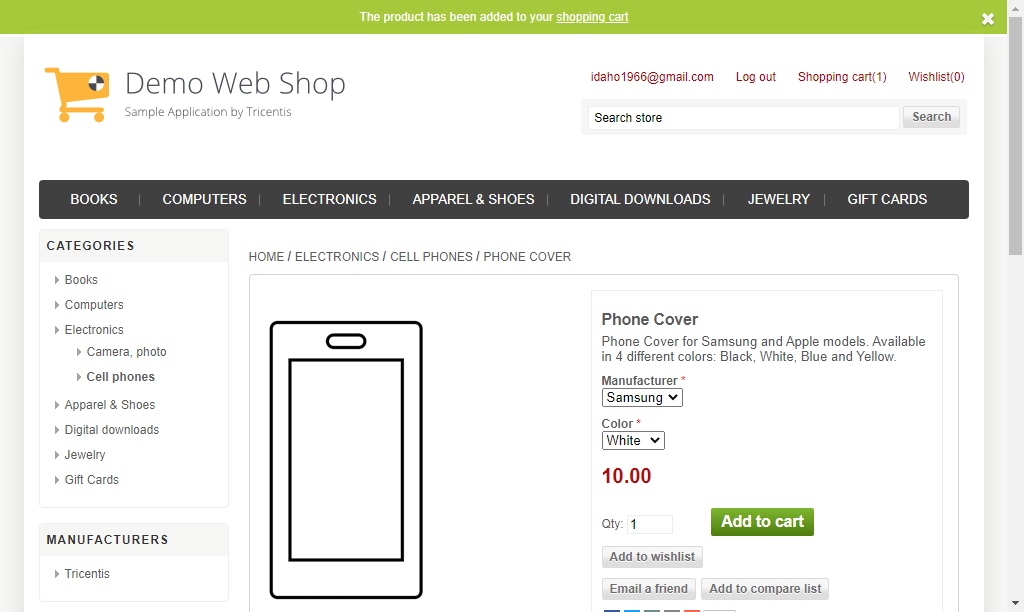 The product has been added to your shopping cart
Demo Web Shop
Sample Application by Tricentis
idaho1966@gmail.com Log out Shopping cart(1) Wishlist(0)
Search store Search
BOOKS COMPUTERS ELECTRONICS APPAREL & SHOES DIGITAL DOWNLOADS JEWELRY GIFT CARDS
CATEGORIES
Books
Computers
Electronics
Camera, photo
Cell phones
Apparel & Shoes
Digital downloads
Jewelry
Gift Cards
MANUFACTURERS
Tricentis
HOME / ELECTRONICS / CELL PHONES / PHONE COVER
Phone Cover
Phone Cover for Samsung and Apple models. Available
in 4 different colors: Black, White, Blue and Yellow.
Manufacturer *
Samsung
Color *
White
10.00
Qty: 1 Add to cart
Add to wishlist
Email a friend Add to compare list